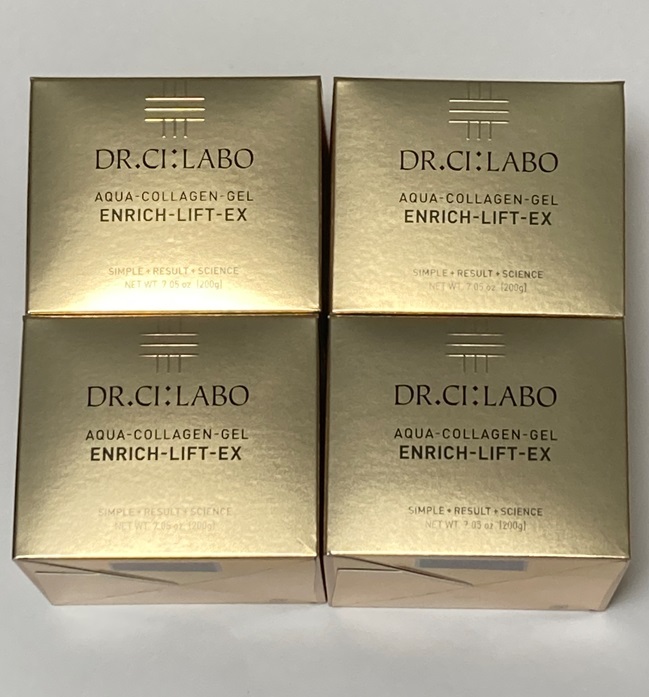 DR.CI:LABO
AQUA-COLLAGEN-GEL
ENRICH-LIFT-EX
SIMPLE + RESULT + SCIENCE
NET WT. 7.05 oz. [200g]
DR.CI:LABO
AQUA-COLLAGEN-GEL
ENRICH-LIFT-EX
SIMPLE + RESULT + SCIENCE
NET WT. 7.05 oz. [200g]
DR.CI:LABO
AQUA-COLLAGEN-GEL
ENRICH-LIFT-EX
SIMPLE + RESULT + SCIENCE
NET WT. 7.05 oz. [200g]
DR.CI:LABO
AQUA-COLLAGEN-GEL
ENRICH-LIFT-EX
SIMPLE + RESULT + SCIENCE
NET WT. 7.05 oz. [200g]